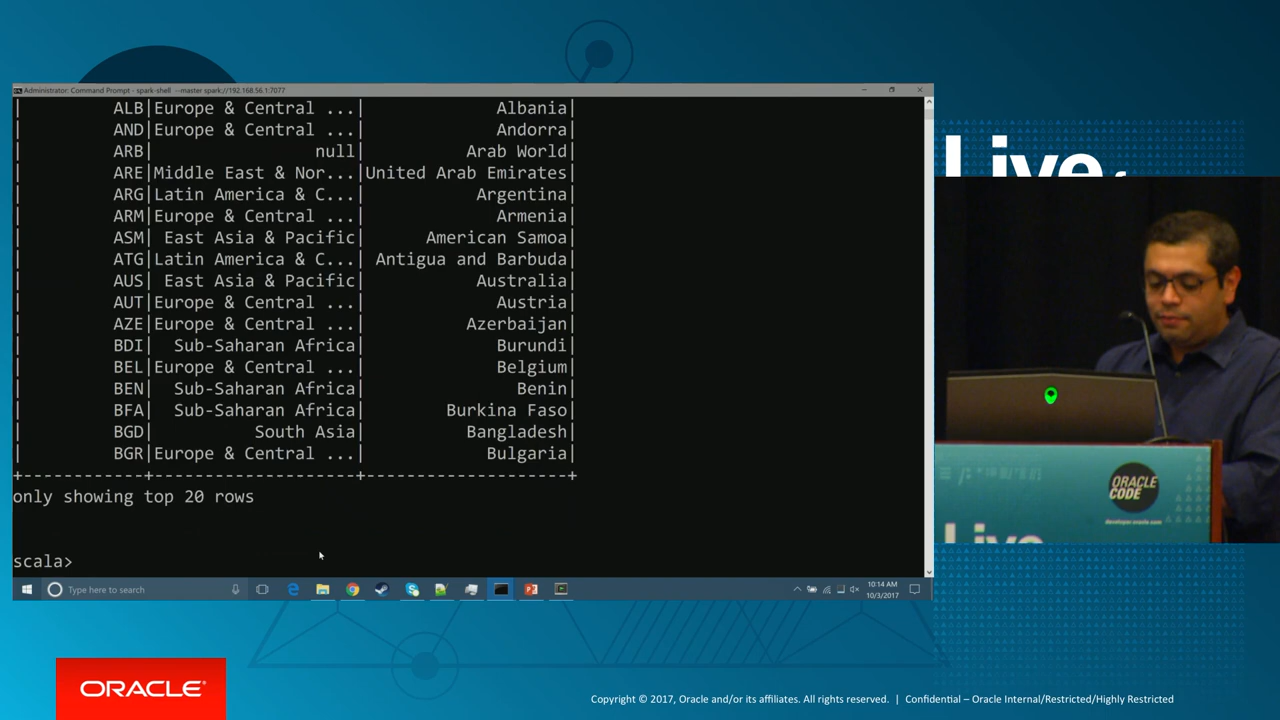 Administrator: Command Prompt - spark-shell --master spark://192.168.56.1:7077
| ALB|Europe & Central ...| Albania|
| AND|Europe & Central ...| Andorra|
| ARB| null| Arab World|
| ARE|Middle East & Nor...|United Arab Emirates|
| ARG|Latin America & C...| Argentina|
| ARM|Europe & Central ...| Armenia|
| ASM| East Asia & Pacific| American Samoa|
| ATG|Latin America & C...| Antigua and Barbuda|
| AUS| East Asia & Pacific| Australia|
| AUT|Europe & Central ...| Austria|
| AZE|Europe & Central ...| Azerbaijan|
| BDI| Sub-Saharan Africa| Burundi|
| BEL|Europe & Central ...| Belgium|
| BEN| Sub-Saharan Africa| Benin|
| BFA| Sub-Saharan Africa| Burkina Faso|
| BGD| South Asia| Bangladesh|
| BGR|Europe & Central ...| Bulgaria|
+-------------+--------------------+--------------------+
only showing top 20 rows
scala>
Type here to search
10:14 AM
10/3/2017
Live
ORACLE
CODE
developer.oracle.com
Live
ORACLE
Copyright © 2017, Oracle and/or its affiliates. All rights reserved. | Confidential – Oracle Internal/Restricted/Highly Restricted